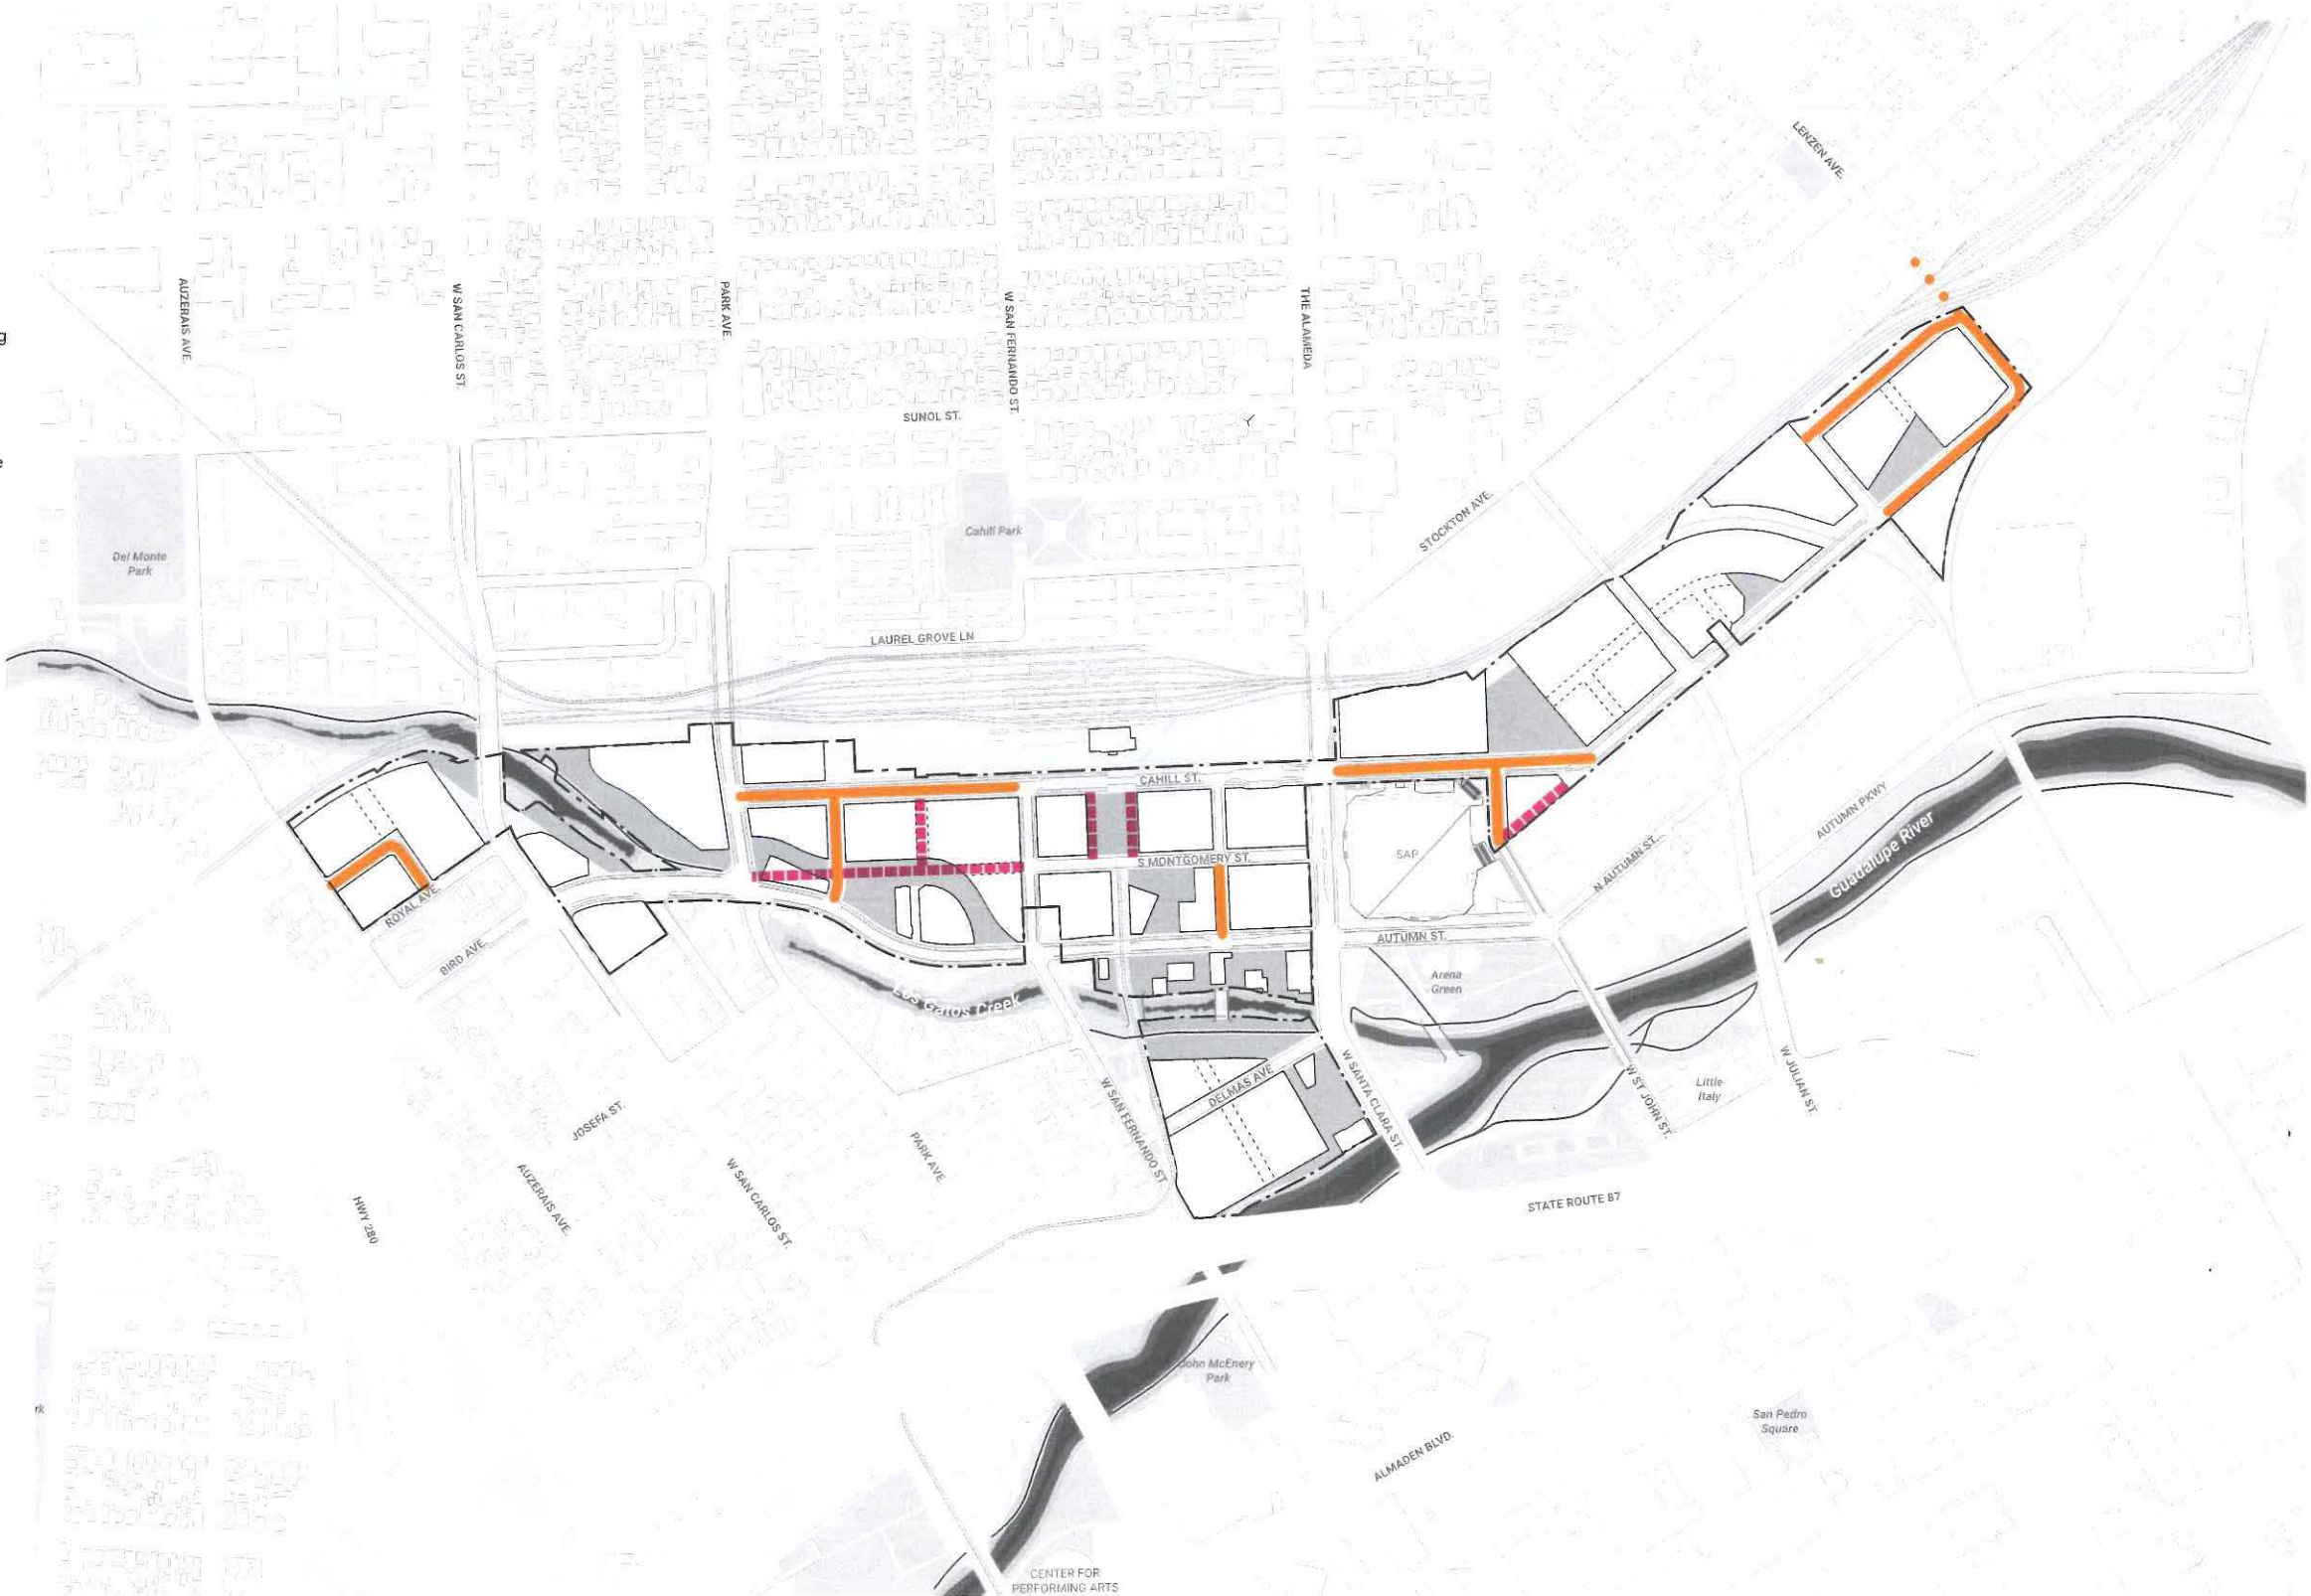 LENZEN AVE.
AUZERAIS AVE.
W SAN CARLOS ST.
PARK AVE.
W SAN FERNANDO ST.
THE ALAMEDA
g
SUNOL ST.
e
STOCKTON AVE.
Cahill Park
Del Monte
Park
LAUREL GROVE LN
CAHILL ST.
S MONTGOMERY ST.
SAP
AUTUMN PKWY
Guadalupe River
N AUTUMN ST.
ROYAL AVE.
BIRD AVE.
AUTUMN ST.
Arena
Green
Los Gatos Creek
DELMAS AVE
W SANTA CLARA ST.
W ST JOHN ST.
Little
Italy
W JULIAN ST.
JOSEFA ST.
W SAN FERNANDO ST
PARK AVE
AUZERAIS AVE.
W SAN CARLOS ST.
HWY 280
STATE ROUTE 87
John McEnery
Park
rk
San Pedro
Square
ALMADEN BLVD.
CENTER FOR
PERFORMING ARTS